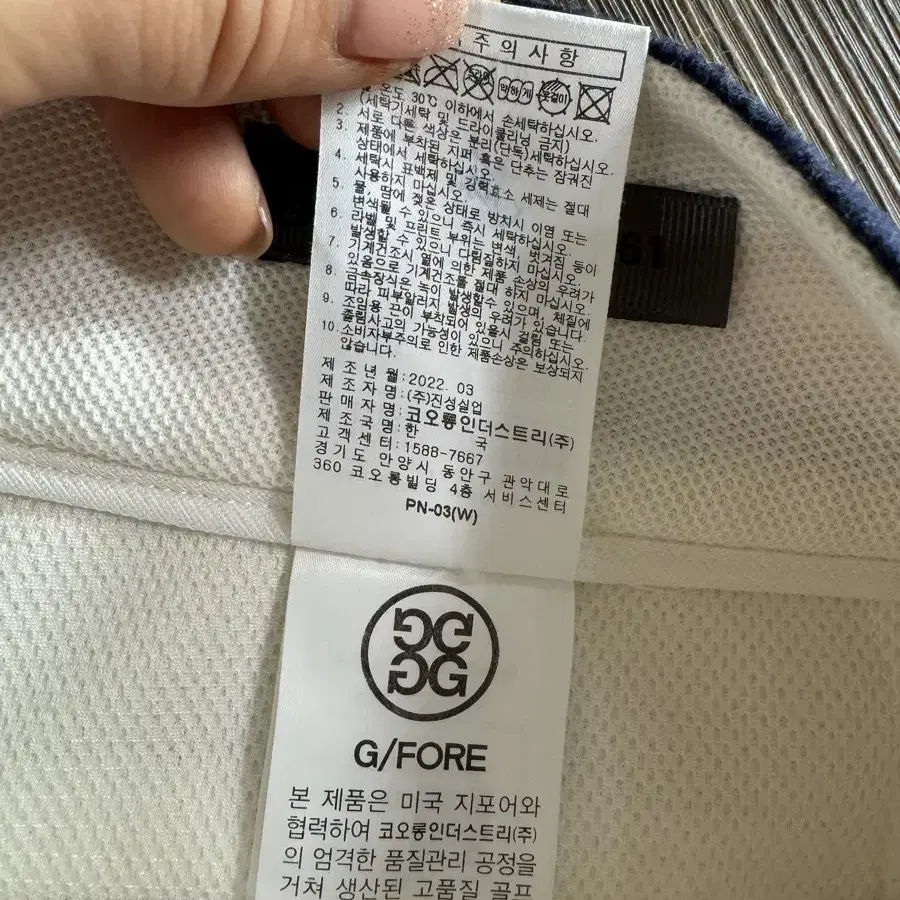 주의사항
약하게
옷걸이
온도 30℃ 이하에서 손세탁하십시오.
(세탁기세탁 및 드라이클리닝 금지)
2. 서로 다른 색상은 분리(단독)세탁하십시오.
3. 제품에 부착된 지퍼 혹은 단추는 잠궈진
상태에서 세탁하십시오.
4. 세탁시 표백제 및 강력효소 세제는 절대
사용하지 마십시오.
5. 물, 땀에 젖은 상태로 방치시 이염 또는
변색될 수 있으니 즉시 세탁하십시오.
6. 라벨 및 프린트 부위는 변색, 벗겨짐 등이
발생할 수 있으니 다림질하지 마십시오.
7. 기계건조시 열에 의한 제품 손상의 우려가
있음으로 기계건조를 절대 하지 마십시오.
8. 금속장식은 녹이 발생할 수 있으며, 체질에
따라 피부알러지 발생의 우려가 있습니다.
9. 조임용 끈이 부착되어 있을시 걸림 또는
졸림사고의 가능성이 있으니 주의하십시오.
10. 소비자부주의로 인한 제품손상은 보상되지
않습니다.
제조년월:2022. 03
제조자명:(주)진성실업
판매자명:코오롱인더스트리(주)
제조국명:한 국
고객센터:1588-7667
경기도 안양시 동안구 관악대로
360 코오롱빌딩 4층 서비스센터
PN-03(W)
61
G/FORE
본 제품은 미국 지포어와
협력하여 코오롱인더스트리(주)
의 엄격한 품질관리 공정을
거쳐 생산된 고품질 골프